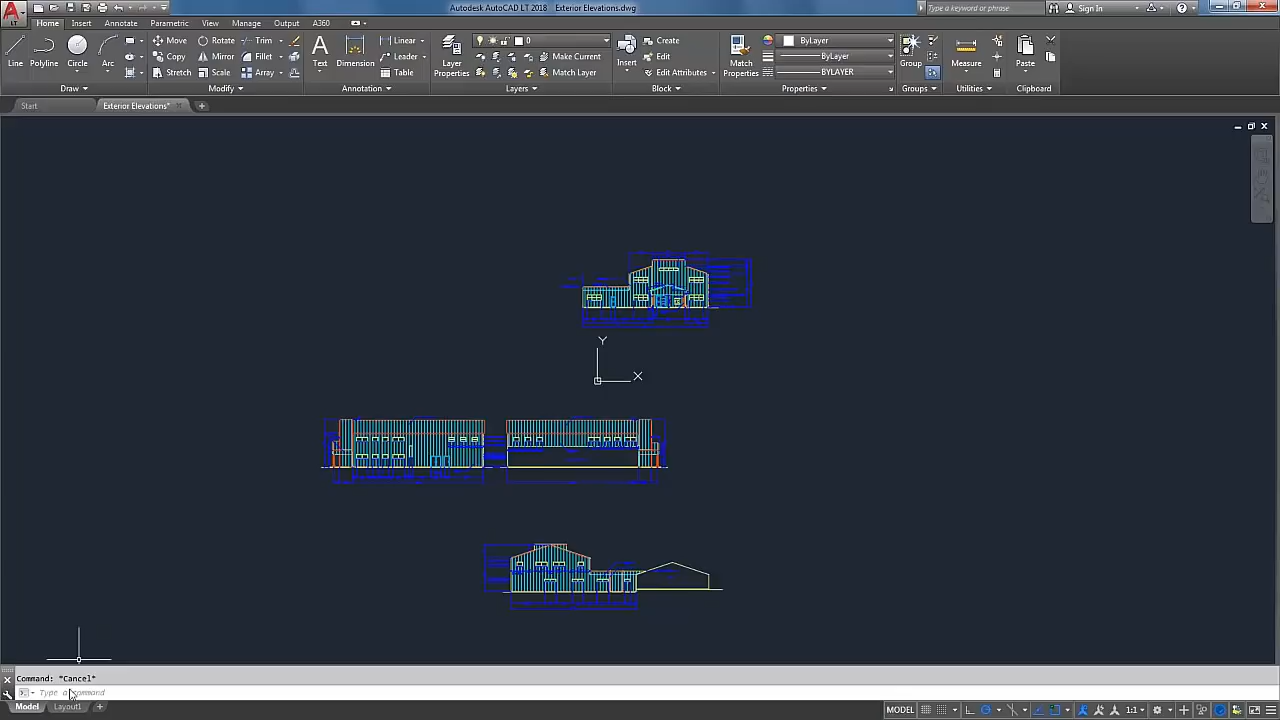 Autodesk AutoCAD LT 2018   Exterior Elevations.dwg
Type a keyword or phrase
Sign In
LT
Home Insert Annotate Parametric View Manage Output A360
Line Polyline Circle Arc
Move Rotate Trim
Copy Mirror Fillet
Stretch Scale Array
Text Dimension
Linear
Leader
Table
Layer Properties
0
Make Current
Match Layer
Insert
Create
Edit
Edit Attributes
Match Properties
ByLayer
ByLayer
BYLAYER
Group
Measure
Paste
Draw Modify Annotation Layers Block Properties Groups Utilities Clipboard
Start Exterior Elevations*
Y
X
Command: *Cancel*
Type a command
Model Layout1
MODEL 1:1